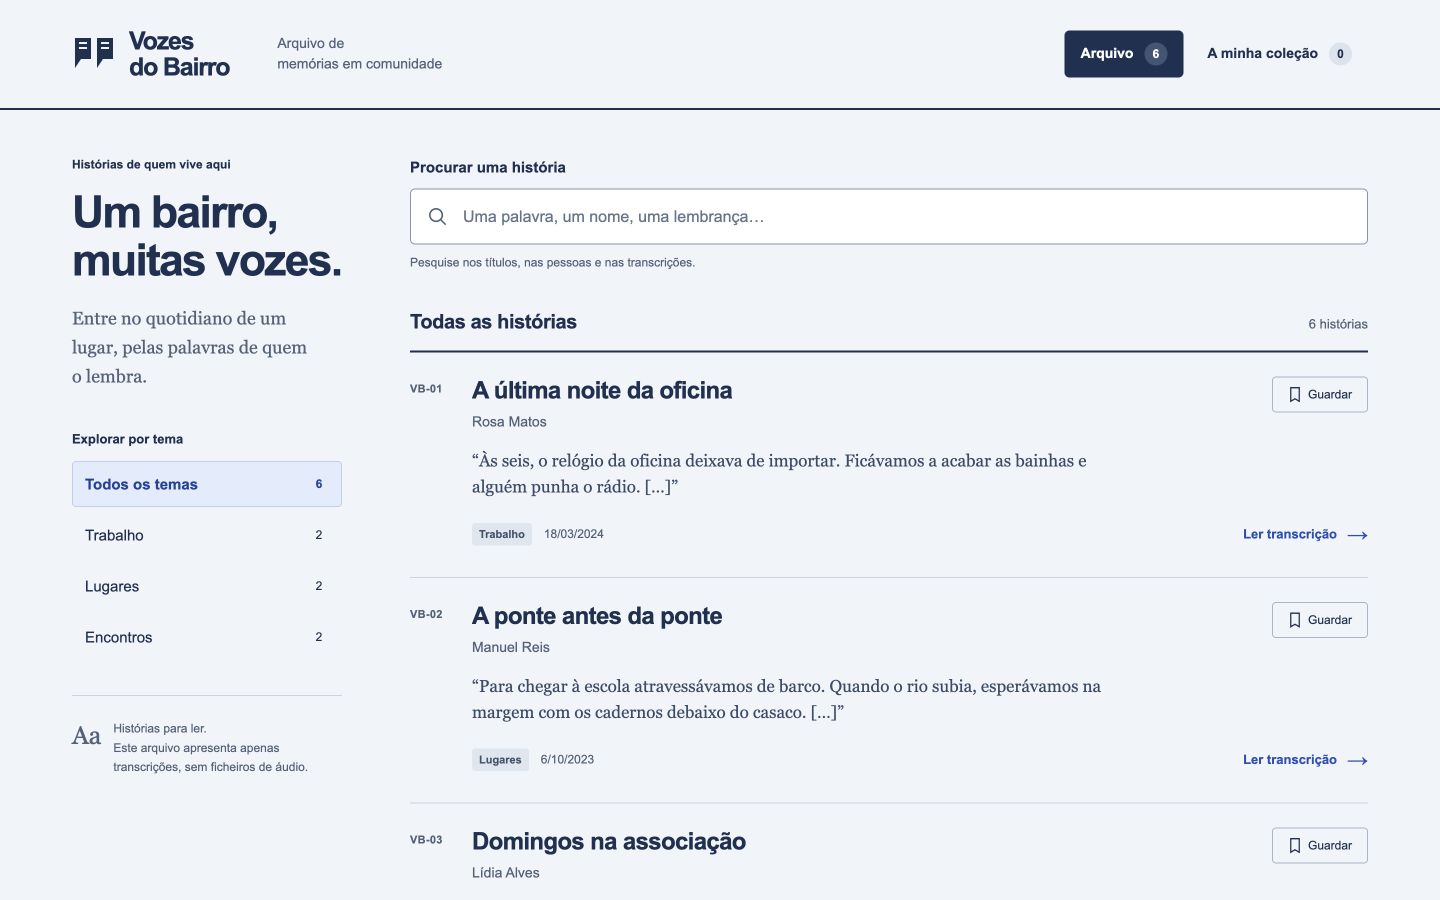 Vozes
do Bairro
Arquivo de
memórias em comunidade
Arquivo 6
A minha coleção 0
Histórias de quem vive aqui
Um bairro,
muitas vozes.
Entre no quotidiano de um
lugar, pelas palavras de quem
o lembra.
Explorar por tema
Todos os temas 6
Trabalho 2
Lugares 2
Encontros 2
Aa
Histórias para ler.
Este arquivo apresenta apenas
transcrições, sem ficheiros de áudio.
Procurar uma história
Uma palavra, um nome, uma lembrança…
Pesquise nos títulos, nas pessoas e nas transcrições.
Todas as histórias
6 histórias
VB-01
A última noite da oficina
Guardar
Rosa Matos
“Às seis, o relógio da oficina deixava de importar. Ficávamos a acabar as bainhas e
alguém punha o rádio. […]”
Trabalho 18/03/2024
Ler transcrição →
VB-02
A ponte antes da ponte
Guardar
Manuel Reis
“Para chegar à escola atravessávamos de barco. Quando o rio subia, esperávamos na
margem com os cadernos debaixo do casaco. […]”
Lugares 6/10/2023
Ler transcrição →
VB-03
Domingos na associação
Guardar
Lídia Alves